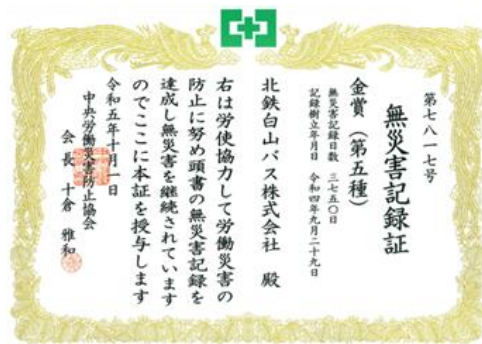 第七八一七号
無災害記録証
金賞（第五種）
無災害記録日数 三七五〇日
記録樹立年月日 令和四年九月二十九日
北鉄白山バス株式会社 殿
右は労使協力して労働災害の
防止に努め頭書の無災害記録を
達成し無災害を継続されています
のでここに本証を授与します
令和五年十月一日
中央労働災害防止協会
会長 十倉 雅和